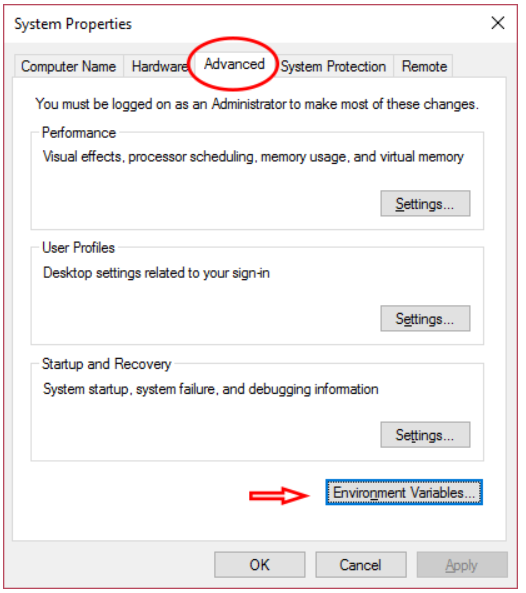 System Properties
Computer Name Hardware Advanced System Protection Remote
You must be logged on as an Administrator to make most of these changes.
Performance
Visual effects, processor scheduling, memory usage, and virtual memory
Settings...
User Profiles
Desktop settings related to your sign-in
Settings...
Startup and Recovery
System startup, system failure, and debugging information
Settings...
Environment Variables...
OK Cancel Apply